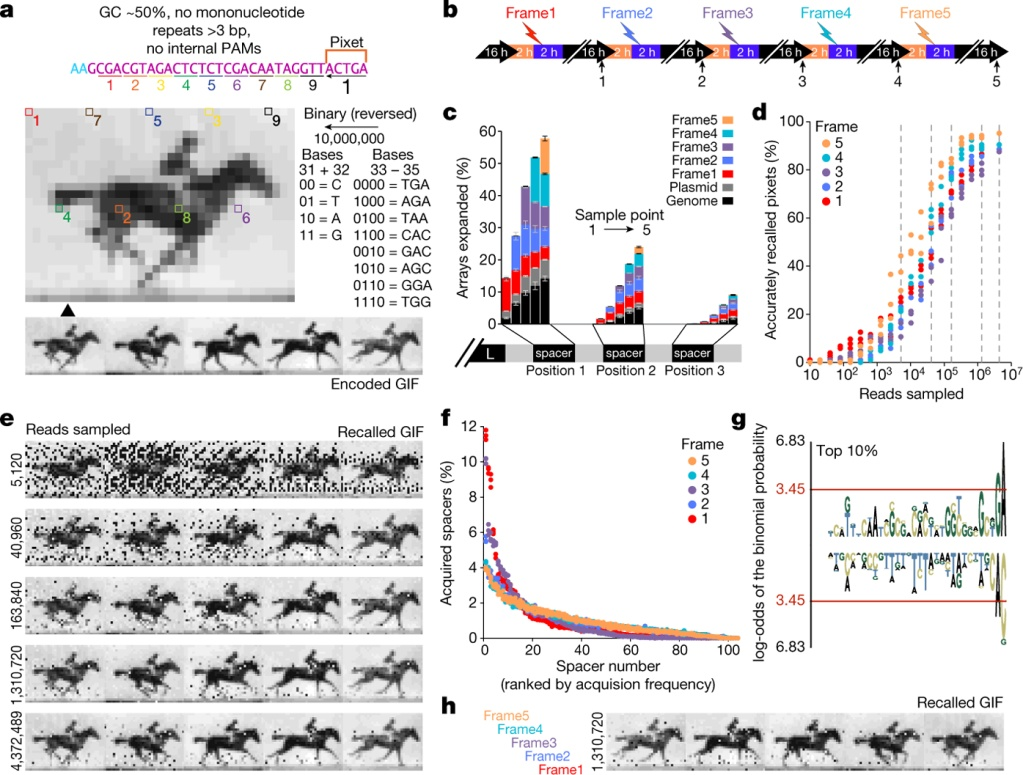 a
GC ~50%, no mononucleotide
repeats >3 bp,
no internal PAMs
Pixet
AAGCGACGTAGACTCTCTCGACAATAGGTTACTGA
1 2 3 4 5 6 7 8 9 1
1 7 5 3 9
4 2 8 6
Binary (reversed)
10,000,000
Bases
31 + 32
00 = C
01 = T
10 = A
11 = G
Bases
33 – 35
0000 = TGA
1000 = AGA
0100 = TAA
1100 = CAC
0010 = GAC
1010 = AGC
0110 = GGA
1110 = TGG
Encoded GIF
b
Frame1 Frame2 Frame3 Frame4 Frame5
16 h 2 h 2 h 16 h 2 h 2 h 16 h 2 h 2 h 16 h 2 h 2 h 16 h 2 h 2 h 16 h
1 2 3 4 5
c
Arrays expanded (%)
60
50
40
30
20
10
0
Frame5
Frame4
Frame3
Frame2
Frame1
Plasmid
Genome
Sample point
1 5
L spacer spacer spacer
Position 1 Position 2 Position 3
d
Accurately recalled pixets (%)
100
80
60
40
20
0
Frame
5
4
3
2
1
10 10² 10³ 10⁴ 10⁵ 10⁶ 10⁷
Reads sampled
e
Reads sampled Recalled GIF
5,120
40,960
163,840
1,310,720
4,372,489
f
Acquired spacers (%)
12
10
8
6
4
2
0
Frame
5
4
3
2
1
0 20 40 60 80 100
Spacer number
(ranked by acquision frequency)
g
log-odds of the binomial probability
6.83
Top 10%
3.45
3.45
6.83
h
Recalled GIF
Frame5
Frame4
Frame3
Frame2
Frame1
1,310,720